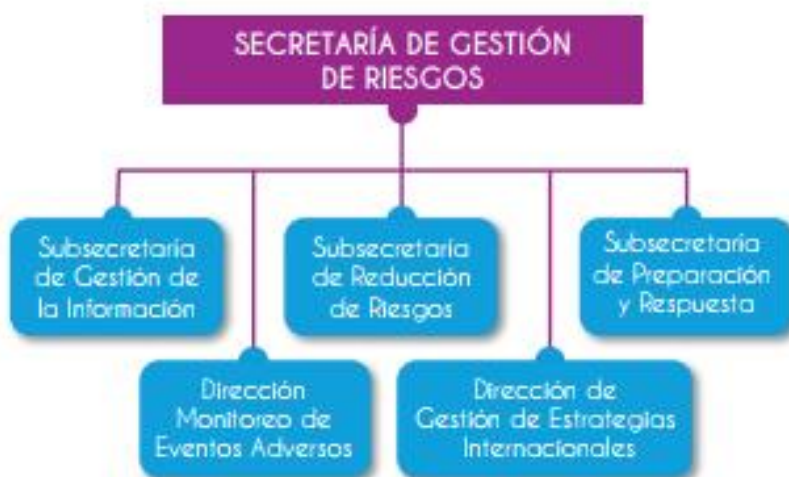 SECRETARÍA DE GESTIÓN
DE RIESGOS
Subsecretaría
de Gestión de
la Información
Subsecretaría
de Reducción
de Riesgos
Subsecretaría
de Preparación
y Respuesta
Dirección
Monitoreo de
Eventos Adversos
Dirección de
Gestión de Estrategias
Internacionales